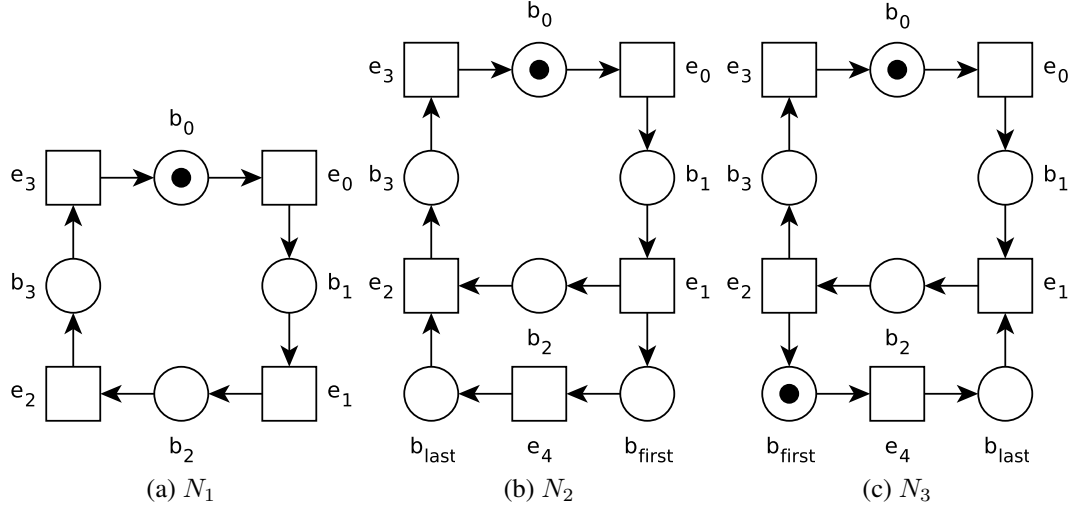 b0 b0
e3 e0 e3 e0
b0
e3 e0 b3 b1 b3 b1
b3 b1 e2 e1 e2 e1
b2 b2
e2 e1
b2 blast e4 bfirst bfirst e4 blast
(a) N1 (b) N2 (c) N3